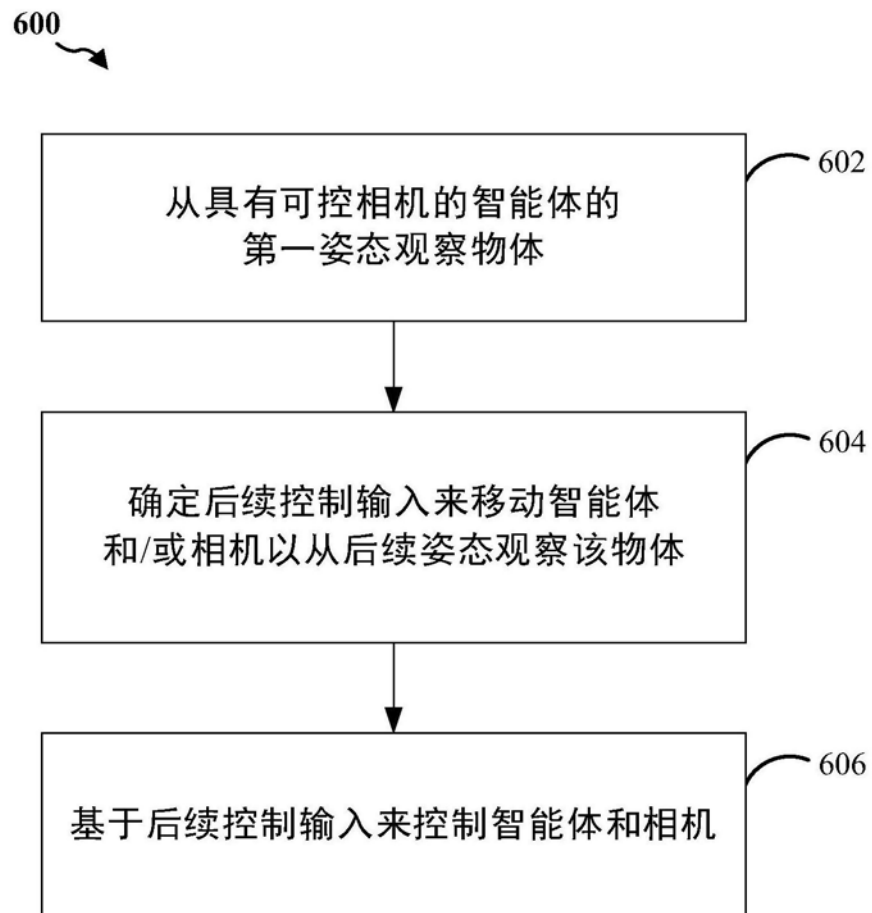 600
602
从具有可控相机的智能体的
第一姿态观察物体
604
确定后续控制输入来移动智能体
和/或相机以从后续姿态观察该物体
606
基于后续控制输入来控制智能体和相机